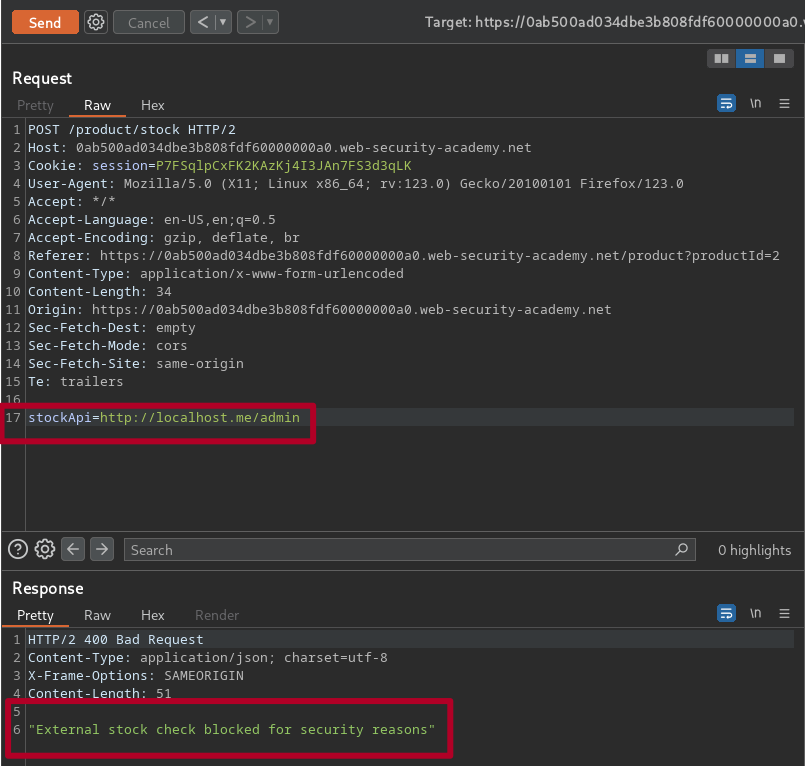 Send Cancel < > Target: https://0ab500ad034dbe3b808fdf60000000a0.
Request
Pretty Raw Hex \n
1 POST /product/stock HTTP/2
2 Host: 0ab500ad034dbe3b808fdf60000000a0.web-security-academy.net
3 Cookie: session=P7FSqlpCxFK2KAzKj4I3JAn7FS3d3qLK
4 User-Agent: Mozilla/5.0 (X11; Linux x86_64; rv:123.0) Gecko/20100101 Firefox/123.0
5 Accept: */*
6 Accept-Language: en-US,en;q=0.5
7 Accept-Encoding: gzip, deflate, br
8 Referer: https://0ab500ad034dbe3b808fdf60000000a0.web-security-academy.net/product?productId=2
9 Content-Type: application/x-www-form-urlencoded
10 Content-Length: 34
11 Origin: https://0ab500ad034dbe3b808fdf60000000a0.web-security-academy.net
12 Sec-Fetch-Dest: empty
13 Sec-Fetch-Mode: cors
14 Sec-Fetch-Site: same-origin
15 Te: trailers
16
17 stockApi=http://localhost.me/admin
Search 0 highlights
Response
Pretty Raw Hex Render \n
1 HTTP/2 400 Bad Request
2 Content-Type: application/json; charset=utf-8
3 X-Frame-Options: SAMEORIGIN
4 Content-Length: 51
5
6 "External stock check blocked for security reasons"